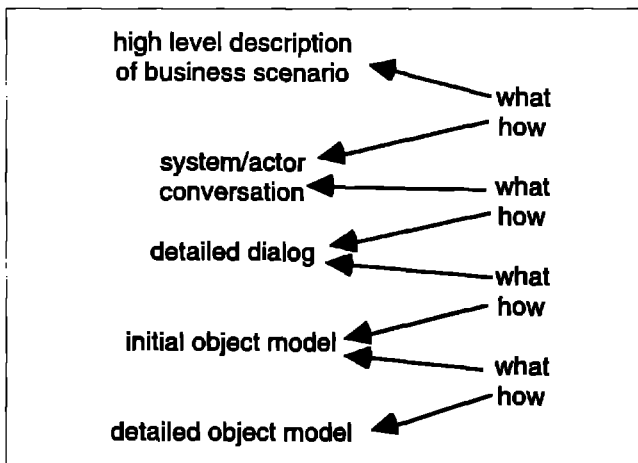 high level description
of business scenario
what
how
system/actor
conversation
what
how
detailed dialog
what
how
initial object model
what
how
detailed object model